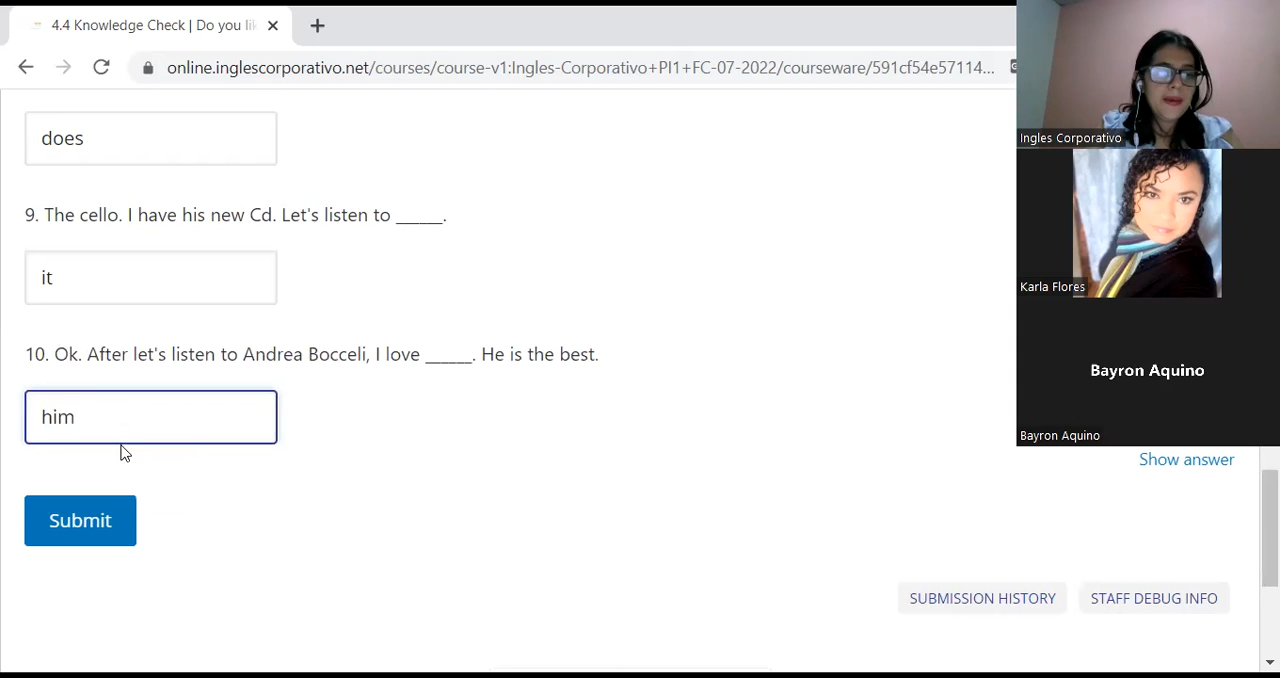 4.4 Knowledge Check | Do you li
online.inglescorporativo.net/courses/course-v1:Ingles-Corporativo+PI1+FC-07-2022/courseware/591cf54e57114...
does
9. The cello. I have his new Cd. Let's listen to _____.
it
10. Ok. After let's listen to Andrea Bocceli, I love ______. He is the best.
him
Show answer
Submit
SUBMISSION HISTORY
STAFF DEBUG INFO
Ingles Corporativo
Karla Flores
Bayron Aquino
Bayron Aquino